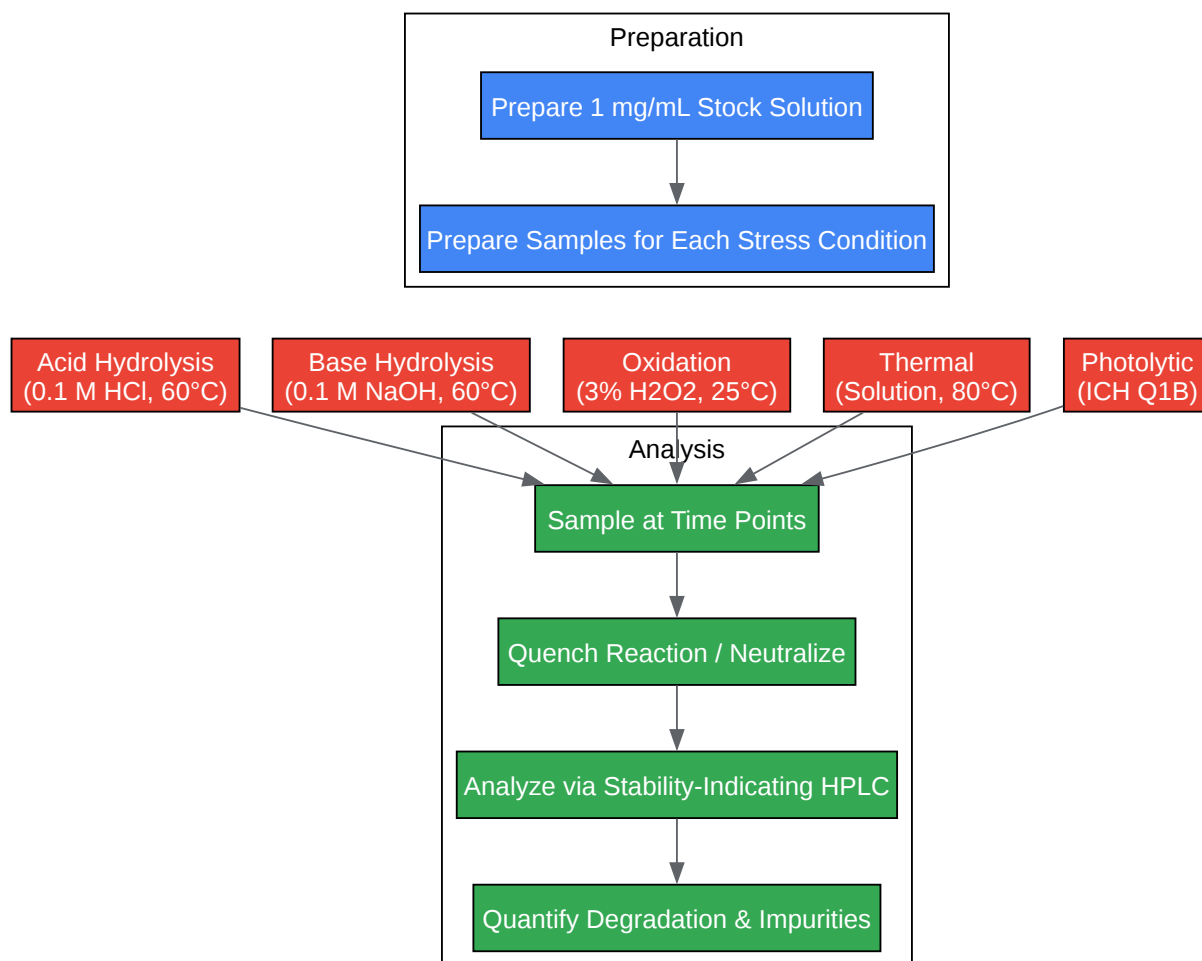 Preparation
Prepare 1 mg/mL Stock Solution
Prepare Samples for Each Stress Condition
Acid Hydrolysis
(0.1 M HCl, 60°C)
Base Hydrolysis
(0.1 M NaOH, 60°C)
Oxidation
(3% H2O2, 25°C)
Thermal
(Solution, 80°C)
Photolytic
(ICH Q1B)
Analysis
Sample at Time Points
Quench Reaction / Neutralize
Analyze via Stability-Indicating HPLC
Quantify Degradation & Impurities